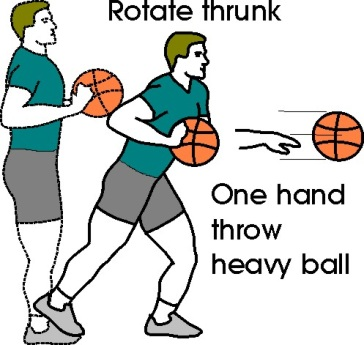 Rotate thrunk
One hand
throw
heavy ball